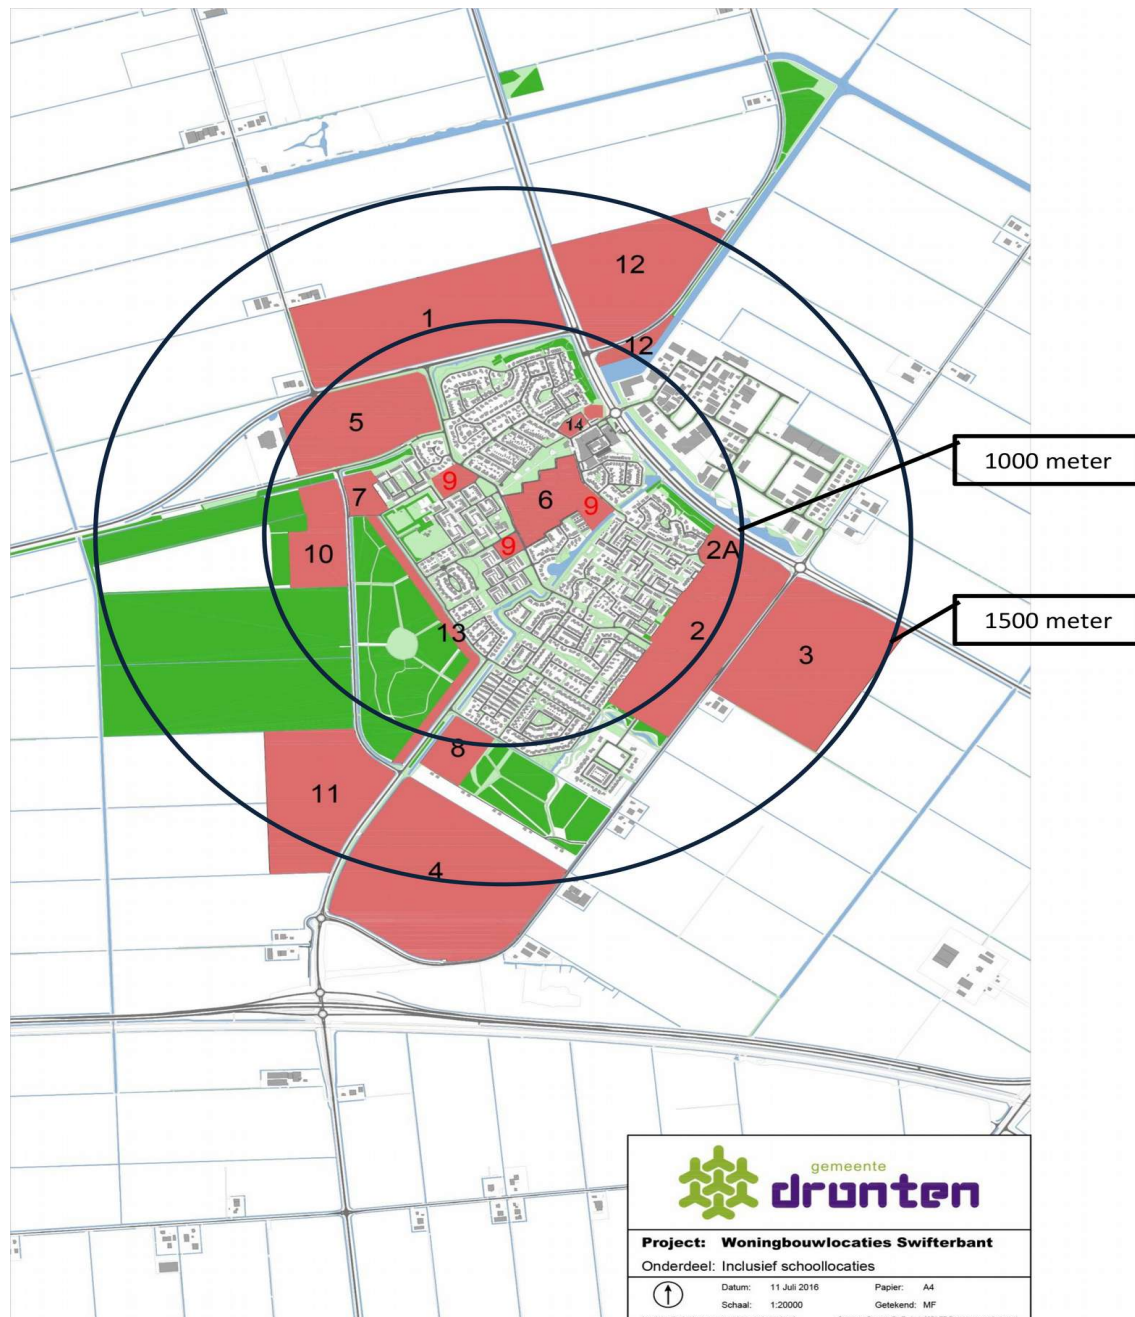 12
1
12
5
14
9
7
6
9
1000 meter
9
2A
10
1500 meter
13
2
3
8
11
4
gemeente
dronten
Project: Woningbouwlocaties Swifterbant
Onderdeel: Inclusief schoollocaties
Datum: 11 Juli 2016 Papier: A4
Schaal: 1:20000 Getekend: MF